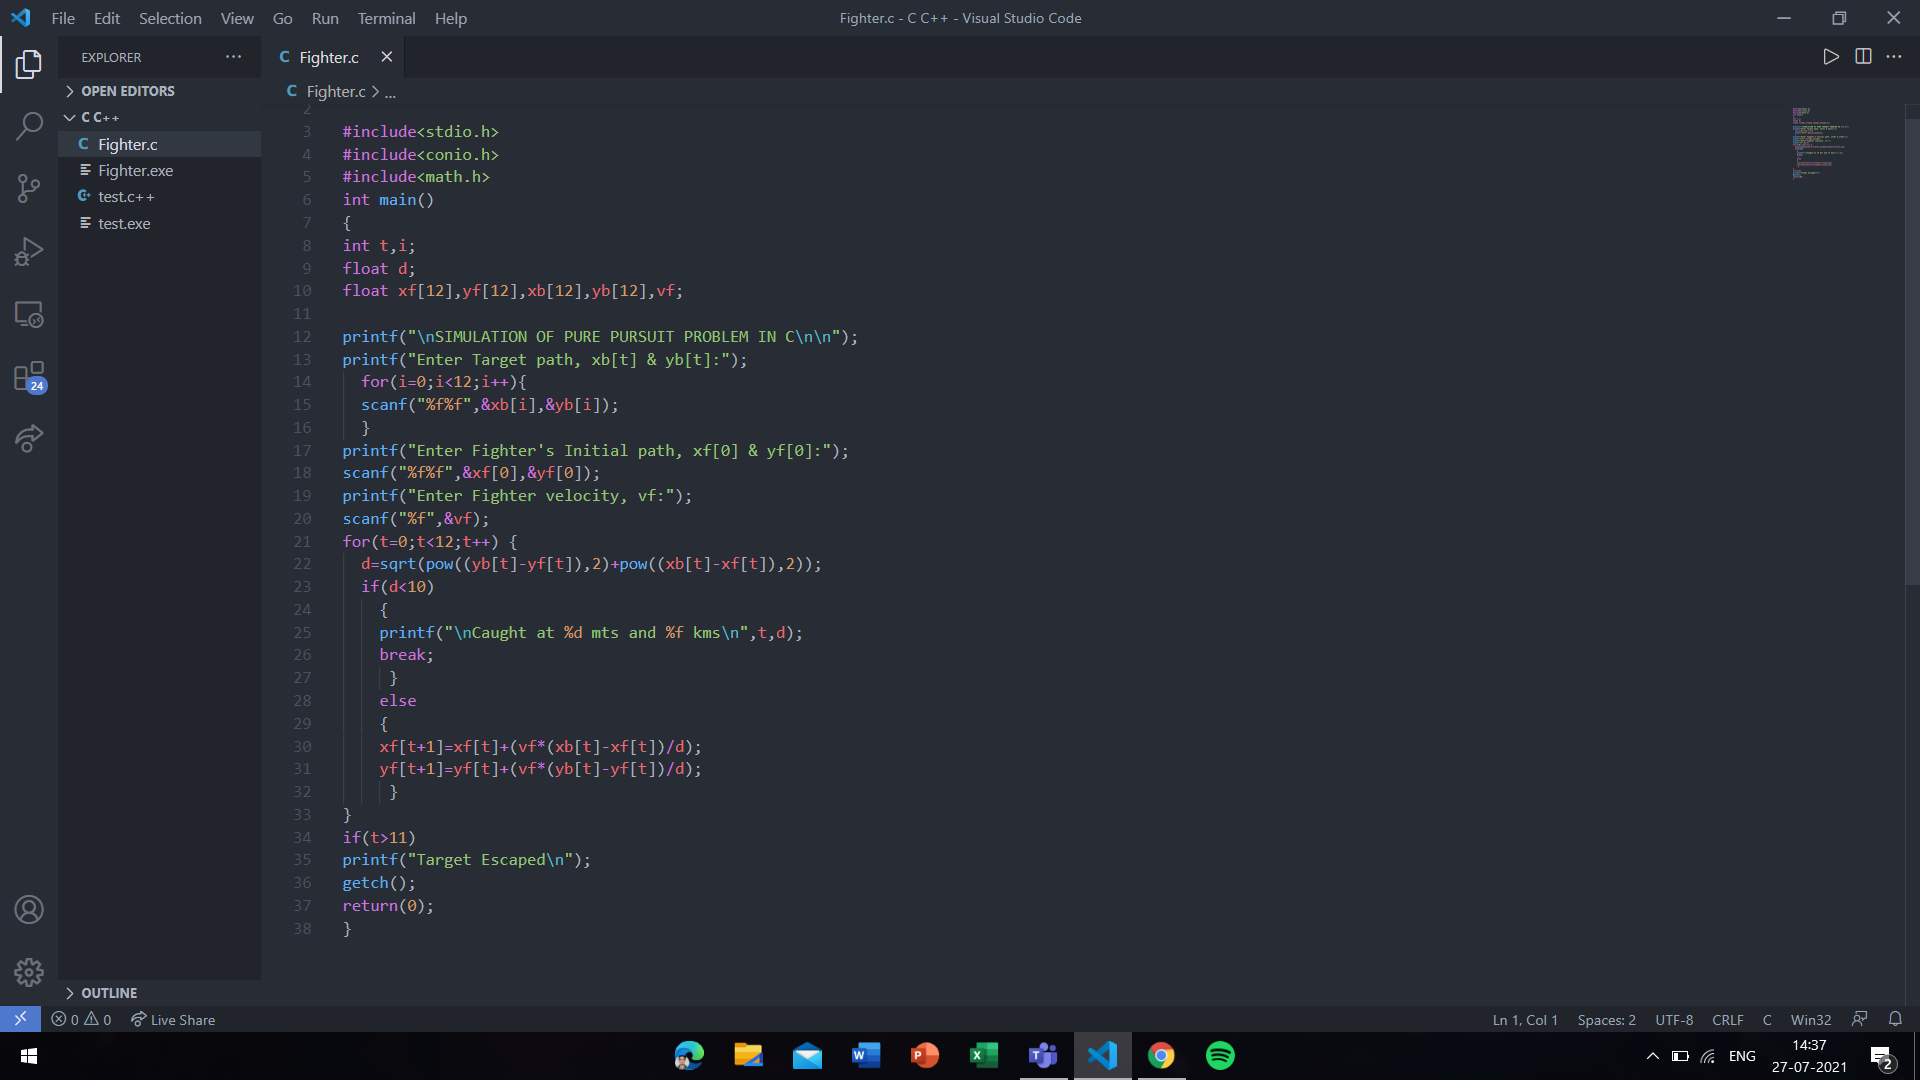 File Edit Selection View Go Run Terminal Help
Fighter.c - C C++ - Visual Studio Code
EXPLORER
Fighter.c
OPEN EDITORS
Fighter.c > ...
C C++
C Fighter.c
Fighter.exe
test.c++
test.exe
24
2
3 #include<stdio.h>
4 #include<conio.h>
5 #include<math.h>
6 int main()
7 {
8 int t,i;
9 float d;
10 float xf[12],yf[12],xb[12],yb[12],vf;
11
12 printf("\nSIMULATION OF PURE PURSUIT PROBLEM IN C\n\n");
13 printf("Enter Target path, xb[t] & yb[t]:");
14 for(i=0;i<12;i++){
15 scanf("%f%f",&xb[i],&yb[i]);
16 }
17 printf("Enter Fighter's Initial path, xf[0] & yf[0]:");
18 scanf("%f%f",&xf[0],&yf[0]);
19 printf("Enter Fighter velocity, vf:");
20 scanf("%f",&vf);
21 for(t=0;t<12;t++) {
22 d=sqrt(pow((yb[t]-yf[t]),2)+pow((xb[t]-xf[t]),2));
23 if(d<10)
24 {
25 printf("\nCaught at %d mts and %f kms\n",t,d);
26 break;
27 }
28 else
29 {
30 xf[t+1]=xf[t]+(vf*(xb[t]-xf[t])/d);
31 yf[t+1]=yf[t]+(vf*(yb[t]-yf[t])/d);
32 }
33 }
34 if(t>11)
35 printf("Target Escaped\n");
36 getch();
37 return(0);
38 }
OUTLINE
0 0 Live Share
Ln 1, Col 1 Spaces: 2 UTF-8 CRLF C Win32
ENG
14:37
27-07-2021
2